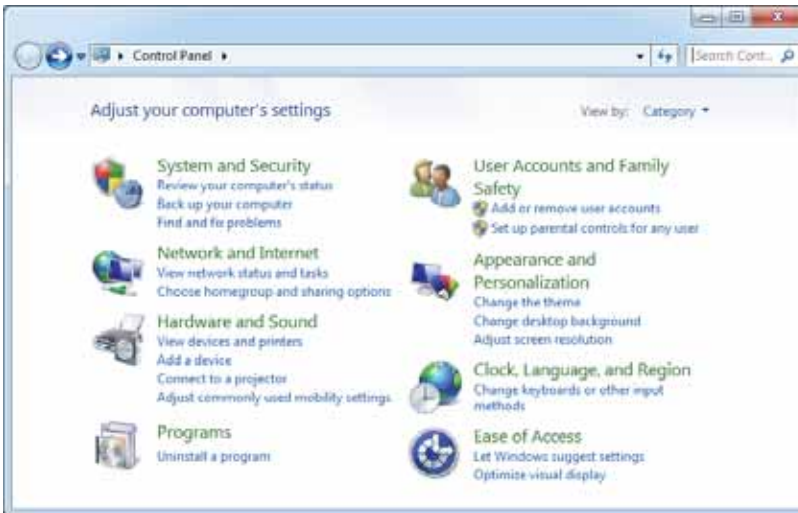 Control Panel
Search Cont...
Adjust your computer's settings
View by: Category
System and Security
Review your computer's status
Back up your computer
Find and fix problems
Network and Internet
View network status and tasks
Choose homegroup and sharing options
Hardware and Sound
View devices and printers
Add a device
Connect to a projector
Adjust commonly used mobility settings
Programs
Uninstall a program
User Accounts and Family
Safety
Add or remove user accounts
Set up parental controls for any user
Appearance and
Personalization
Change the theme
Change desktop background
Adjust screen resolution
Clock, Language, and Region
Change keyboards or other input
methods
Ease of Access
Let Windows suggest settings
Optimize visual display